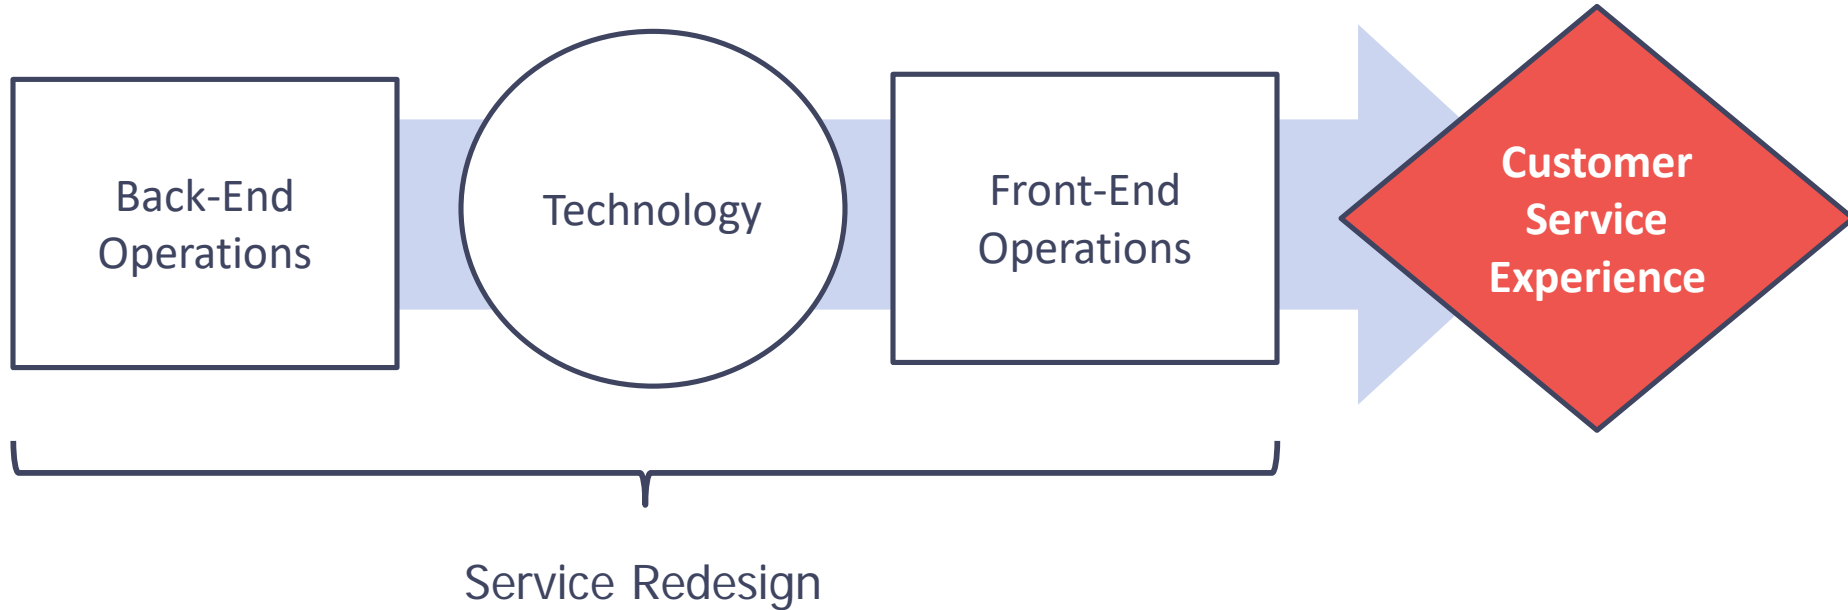 Back-End
Operations
Technology
Front-End
Operations
Customer
Service
Experience
Service Redesign